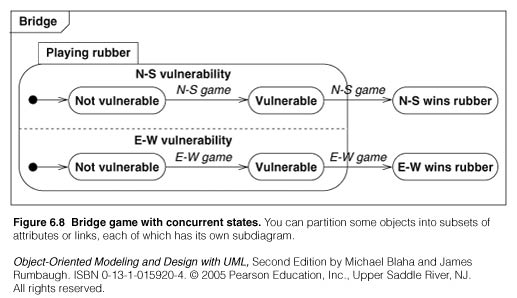 Bridge
Playing rubber
N-S vulnerability
Not vulnerable N-S game Vulnerable N-S game N-S wins rubber
E-W vulnerability
Not vulnerable E-W game Vulnerable E-W game E-W wins rubber
Figure 6.8 Bridge game with concurrent states. You can partition some objects into subsets of
attributes or links, each of which has its own subdiagram.
Object-Oriented Modeling and Design with UML, Second Edition by Michael Blaha and James
Rumbaugh. ISBN 0-13-1-015920-4. © 2005 Pearson Education, Inc., Upper Saddle River, NJ.
All rights reserved.